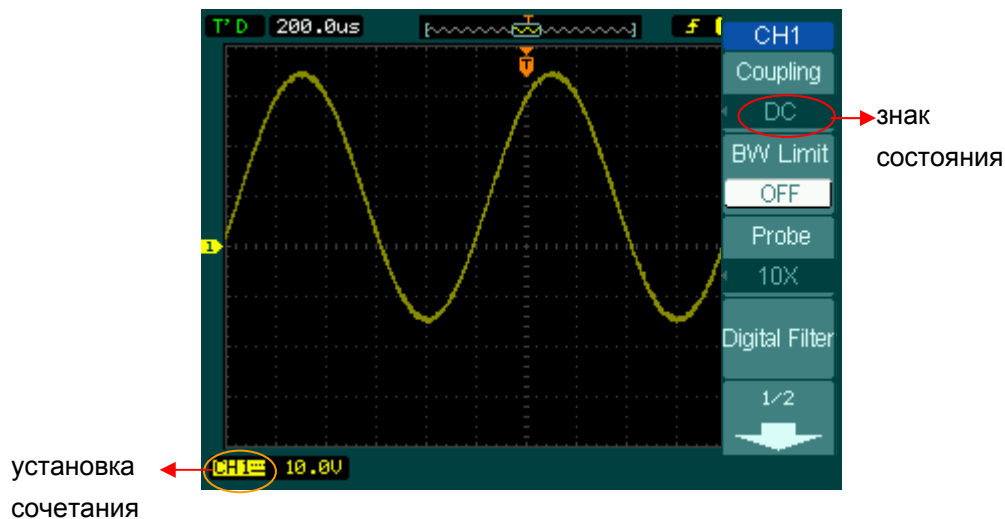 T'D 200.0us T CH1
T
Coupling
DC
знак
состояния
BW Limit
OFF
Probe
1
10X
Digital Filter
1/2
CH1 10.0V
установка
сочетания